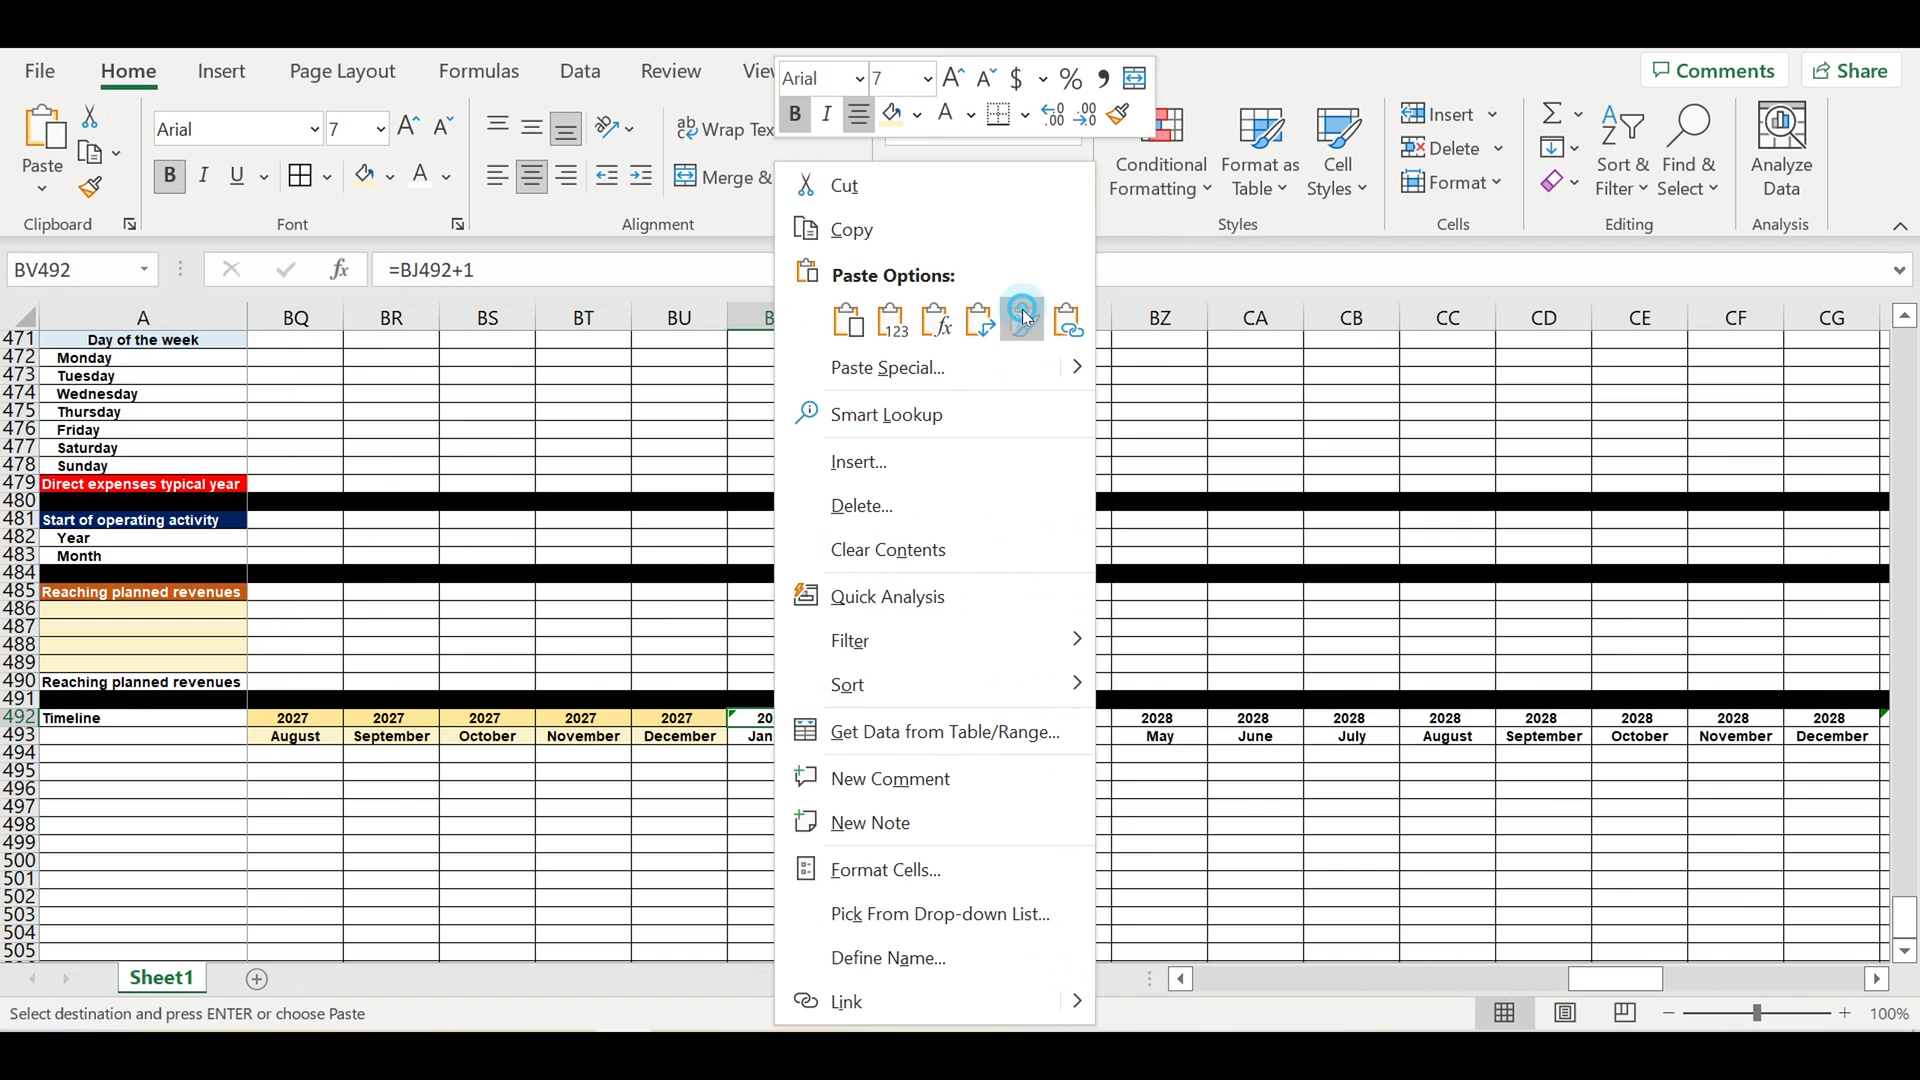 File Home Insert Page Layout Formulas Data Review Comments Share
Arial 7 $ % 9
B I A .00
Paste Arial 7 ab Wrap Insert Σ
B I U A Merge & Delete
Conditional Formatting Format as Table Cell Styles Format Sort & Filter Find & Select Analyze Data
Clipboard Font Alignment Styles Cells Editing Analysis
BV492 fx =BJ492+1
A BQ BR BS BT BU BZ CA CB CC CD CE CF CG
471 Day of the week
472 Monday
473 Tuesday
474 Wednesday
475 Thursday
476 Friday
477 Saturday
478 Sunday
479 Direct expenses typical year
480
481 Start of operating activity
482 Year
483 Month
484
485 Reaching planned revenues
486
487
488
489
490 Reaching planned revenues
491
492 Timeline 2027 2027 2027 2027 2027 2028 2028 2028 2028 2028 2028 2028 2028
493 August September October November December May June July August September October November December
494
495
496
497
498
499
500
501
502
503
504
505
Cut
Copy
Paste Options:
123 fx
Paste Special...
Smart Lookup
Insert...
Delete...
Clear Contents
Quick Analysis
Filter
Sort
Get Data from Table/Range...
New Comment
New Note
Format Cells...
Pick From Drop-down List...
Define Name...
Link
Sheet1
Select destination and press ENTER or choose Paste 100%